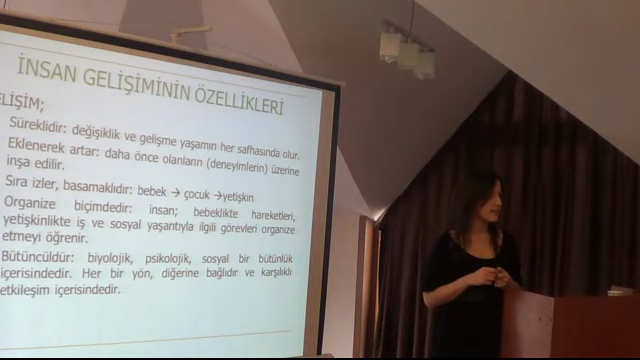 İNSAN GELİŞİMİNİN ÖZELLİKLERİ
ELİŞİM;
Süreklidir: değişiklik ve gelişme yaşamın her safhasında olur.
Eklenerek artar: daha önce olanların (deneyimlerin) üzerine
inşa edilir.
Sıra izler, basamaklıdır: bebek → çocuk →yetişkin
Organize biçimdedir: insan; bebeklikte hareketleri,
yetişkinlikte iş ve sosyal yaşantıyla ilgili görevleri organize
etmeyi öğrenir.
Bütüncüldür: biyolojik, psikolojik, sosyal bir bütünlük
içerisindedir. Her bir yön, diğerine bağlıdır ve karşılıklı
etkileşim içerisindedir.